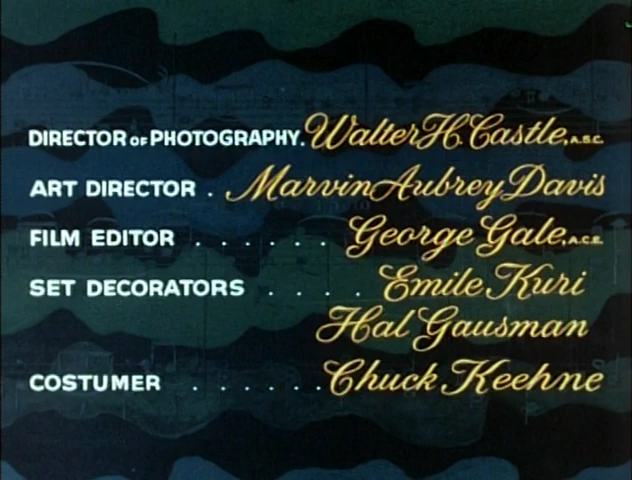 DIRECTOR OF PHOTOGRAPHY. Walter H. Castle, A.S.C.
ART DIRECTOR . Marvin Aubrey Davis
FILM EDITOR . . . . . . George Gale, A.C.E.
SET DECORATORS . . . . Emile Kuri
Hal Gausman
COSTUMER . . . . . . Chuck Keehne